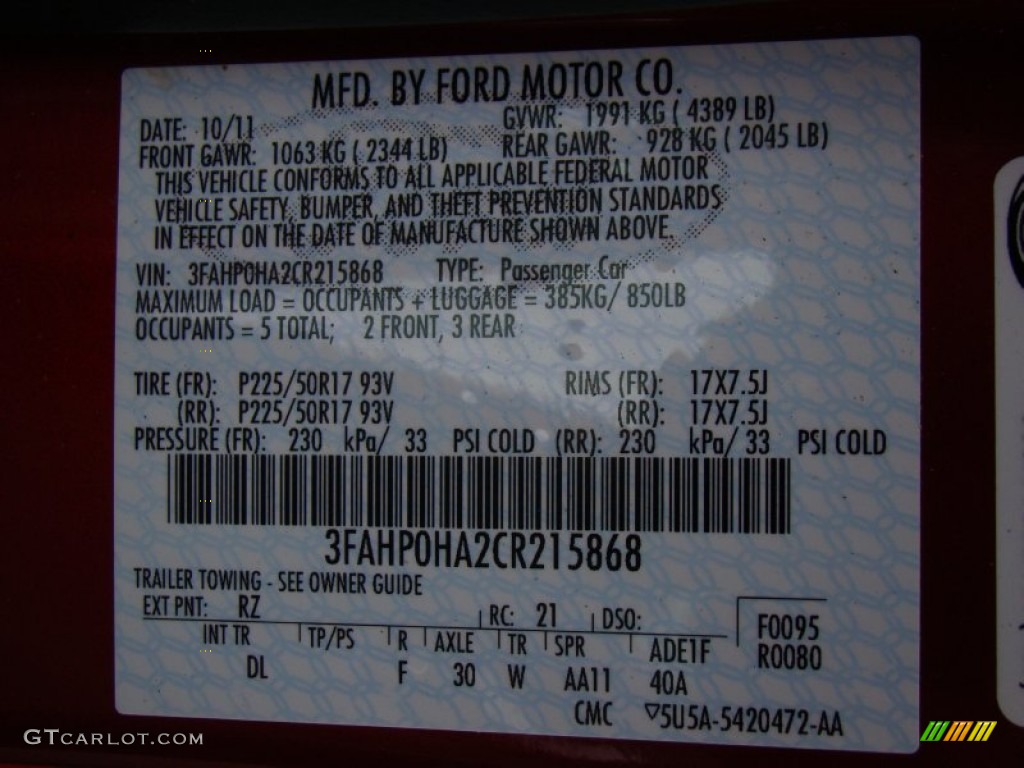 MFD. BY FORD MOTOR CO.
DATE: 10/11 GVWR: 1991 KG ( 4389 LB)
FRONT GAWR: 1063 KG ( 2344 LB) REAR GAWR: 928 KG ( 2045 LB)
THIS VEHICLE CONFORMS TO ALL APPLICABLE FEDERAL MOTOR
VEHICLE SAFETY, BUMPER, AND THEFT PREVENTION STANDARDS
IN EFFECT ON THE DATE OF MANUFACTURE SHOWN ABOVE.
VIN: 3FAHP0HA2CR215868 TYPE: Passenger Car
MAXIMUM LOAD = OCCUPANTS + LUGGAGE = 385KG/ 850LB
OCCUPANTS = 5 TOTAL; 2 FRONT, 3 REAR
TIRE (FR): P225/50R17 93V RIMS (FR): 17X7.5J
(RR): P225/50R17 93V (RR): 17X7.5J
PRESSURE (FR): 230 kPa/ 33 PSI COLD (RR): 230 kPa/ 33 PSI COLD
3FAHP0HA2CR215868
TRAILER TOWING - SEE OWNER GUIDE
EXT PNT: RZ RC: 21 DSO: F0095
INT TR TP/PS R AXLE TR SPR ADE1F R0080
DL F 30 W AA11 40A
CMC ▽5U5A-5420472-AA
GTCARLOT.COM